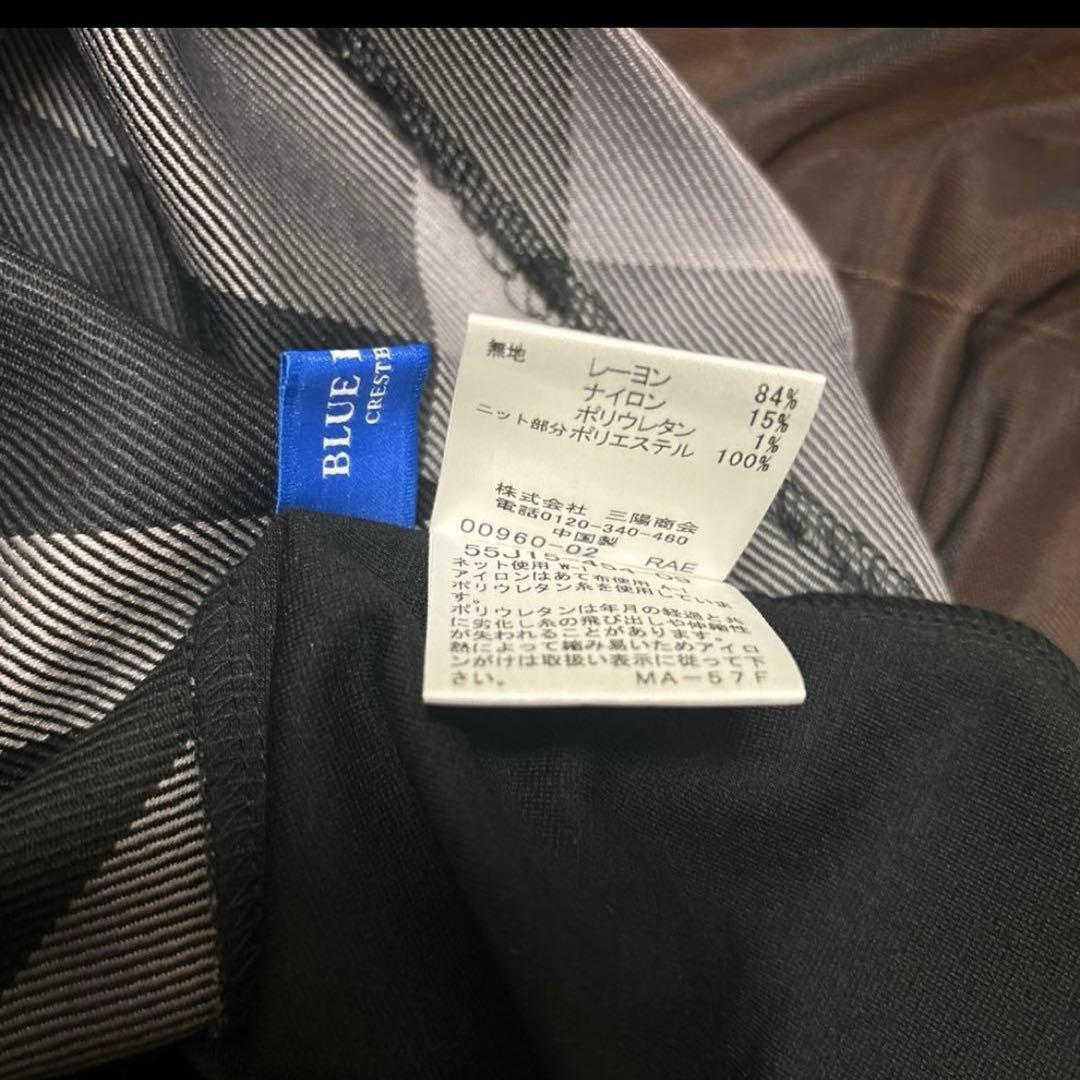 BLUE
CREST
無地
レーヨン 84%
ナイロン 15%
ポリウレタン 1%
ニット部分 ポリエステル 100%
株式会社 三陽商会
電話0120-340-460
中国製
00960-02 RAE
55J15-
ネット使用
アイロンはあて布使用 A-1
ポリウレタン糸を使用していま
す。
ポリウレタンは年月の経過と共
に劣化し糸の飛び出しや伸縮性
が失われることがあります。
熱によって縮み易いためアイロ
ンがけは取扱い表示に従って下
さい。 MA-57F